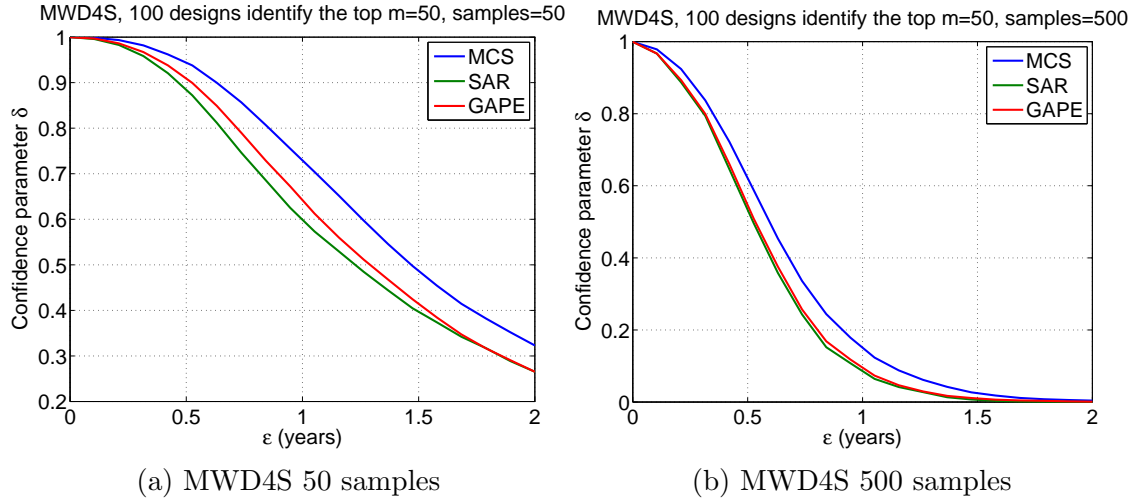 MWD4S, 100 designs identify the top m=50, samples=50
1
0.9
0.8
0.7
0.6
0.5
0.4
0.3
0.2
Confidence parameter δ
MCS
SAR
GAPE
0
0.5
1
1.5
2
ε (years)
(a) MWD4S 50 samples
MWD4S, 100 designs identify the top m=50, samples=500
1
0.8
0.6
0.4
0.2
0
Confidence parameter δ
MCS
SAR
GAPE
0
0.5
1
1.5
2
ε (years)
(b) MWD4S 500 samples